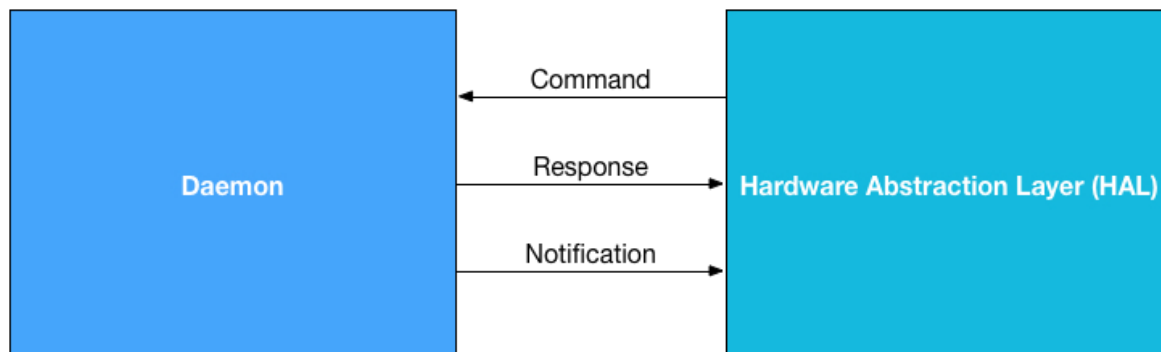 Command
Response
Daemon
Hardware Abstraction Layer (HAL)
Notification